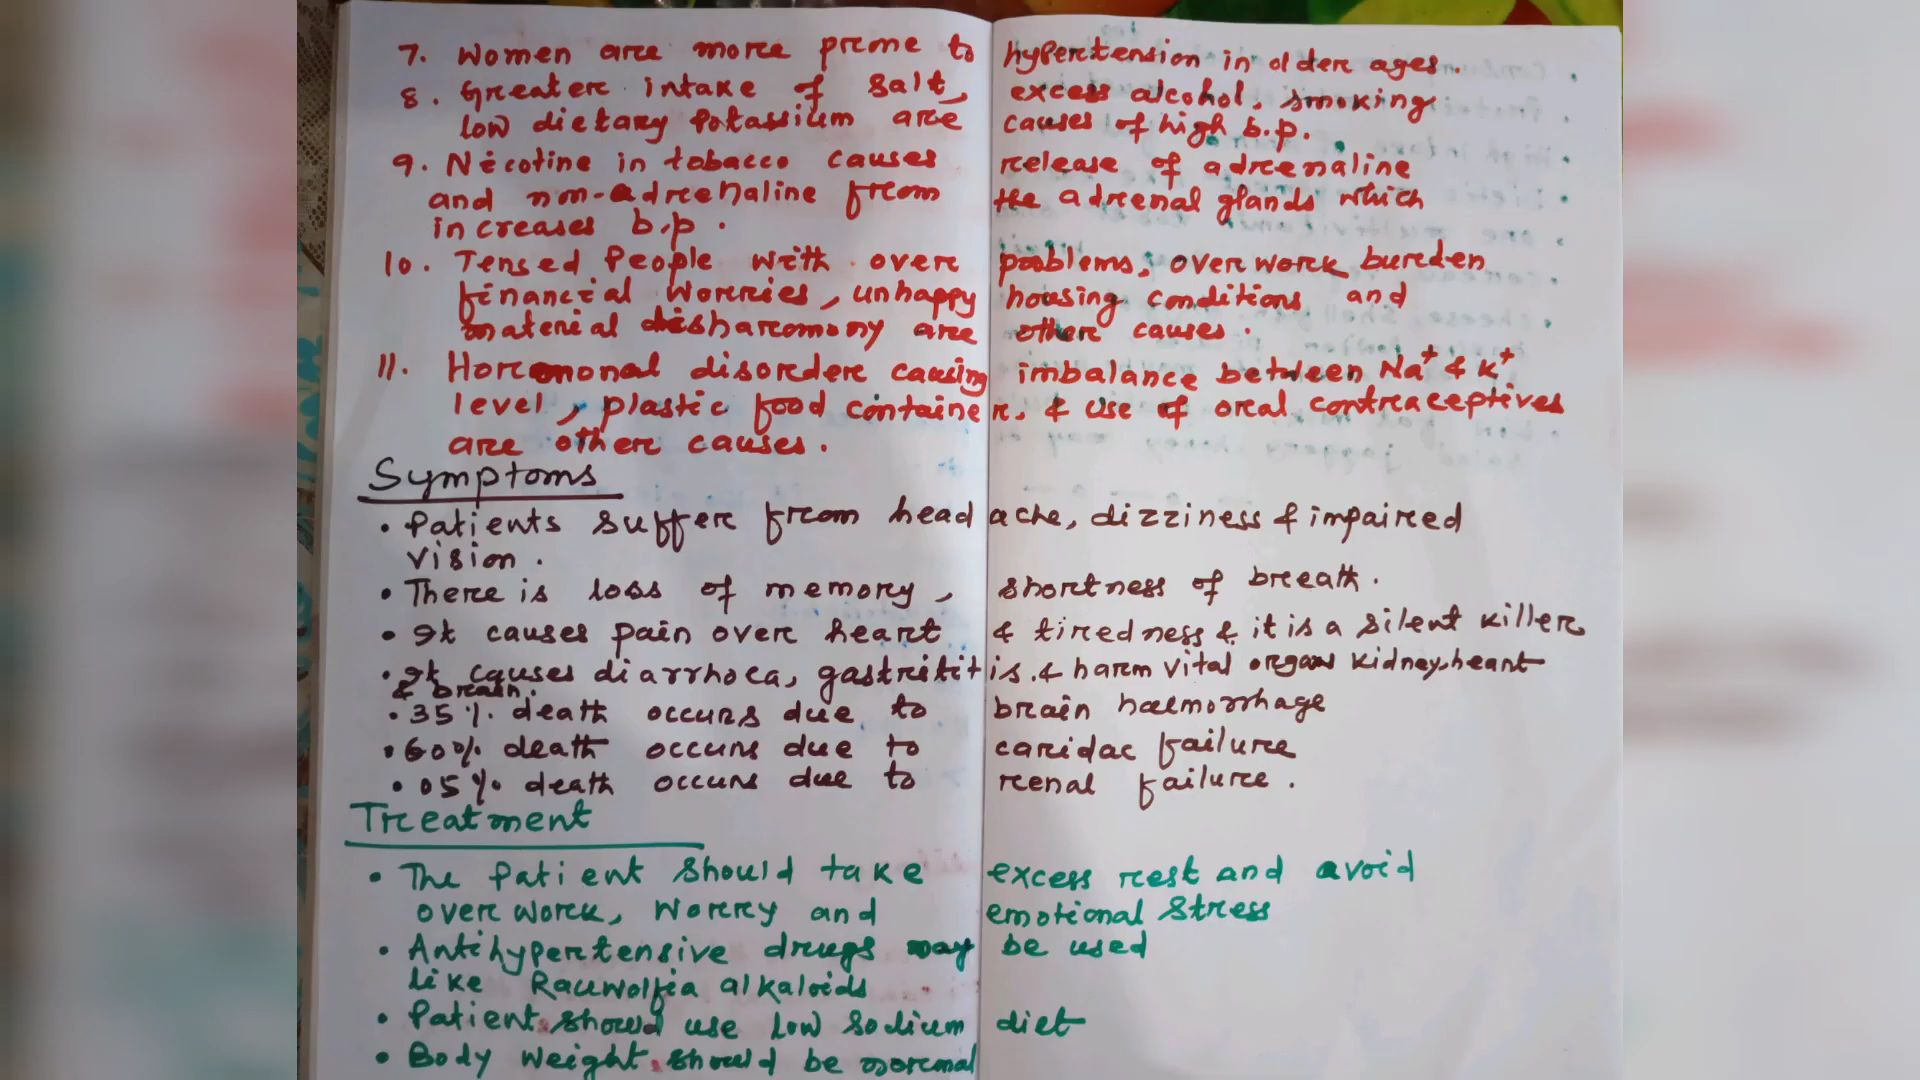 7. Women are more prone to hypertension in older ages.
8. Greater intake of salt, excess alcohol, smoking
low dietary Potassium are causes of high b.p.
9. Nicotine in tobacco causes release of adrenaline
and non-adrenaline from the adrenal glands which
increases b.p.
10. Tensed People with over pooblems, over work burden
financial worries, unhappy housing conditions and
material disharmony are other causes.
11. Hormonal disorder causing imbalance between Na+ & K+
level, plastic food container, & use of oral contraceptives
are other causes.
Symptoms
• Patients suffer from headache, dizziness & impaired
vision.
• There is loss of memory, shortness of breath.
• It causes pain over heart & tiredness & it is a silent killer
• It causes diarrhoea, gastritis. & harm vital organs kidney, heart
& brain.
• 35% death occurs due to brain haemorrhage
• 60% death occurs due to caridac failure
• 05% death occurs due to renal failure.
Treatment
• The Patient should take excess rest and avoid
over work, Worry and emotional stress
• Antihypertensive drugs may be used
like Rauwolfia alkaloids
• Patient should use low sodium diet
• Body Weight should be normal